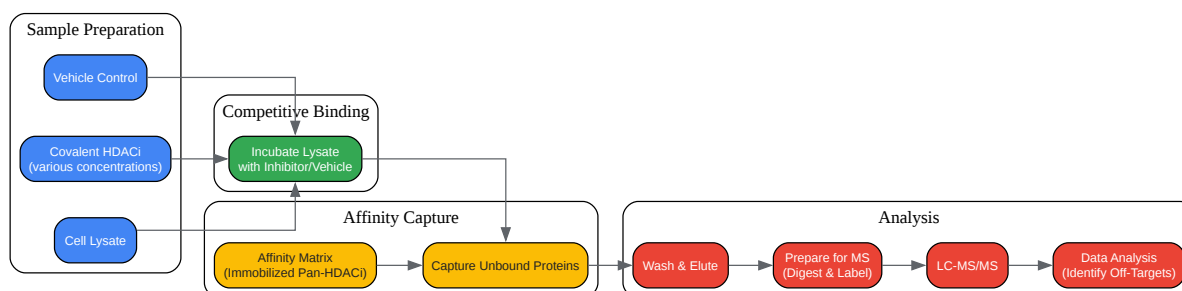 Sample Preparation
Vehicle Control
Covalent HDACi
(various concentrations)
Cell Lysate
Competitive Binding
Incubate Lysate
with Inhibitor/Vehicle
Affinity Capture
Affinity Matrix
(Immobilized Pan-HDACi)
Capture Unbound Proteins
Analysis
Wash & Elute
Prepare for MS
(Digest & Label)
LC-MS/MS
Data Analysis
(Identify Off-Targets)